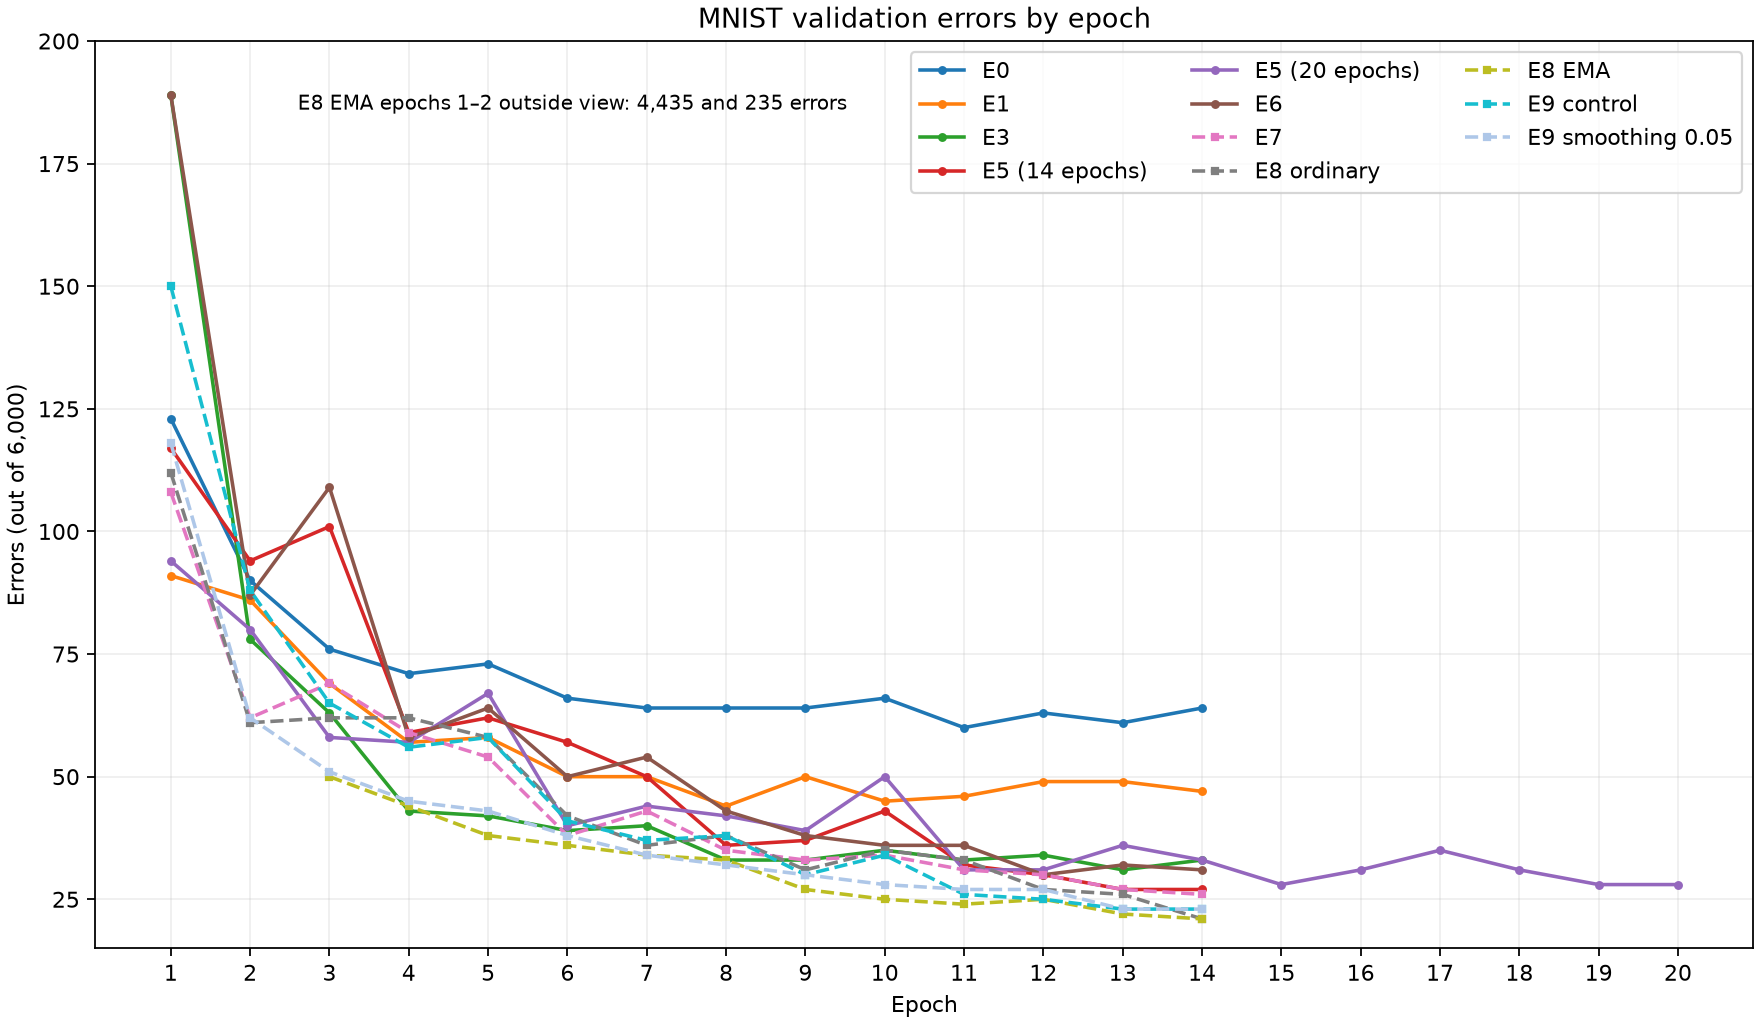 MNIST validation errors by epoch
200
175
150
125
100
75
50
25
Errors (out of 6,000)
E8 EMA epochs 1–2 outside view: 4,435 and 235 errors
E0
E1
E3
E5 (14 epochs)
E5 (20 epochs)
E6
E7
E8 ordinary
E8 EMA
E9 control
E9 smoothing 0.05
1 2 3 4 5 6 7 8 9 10 11 12 13 14 15 16 17 18 19 20
Epoch